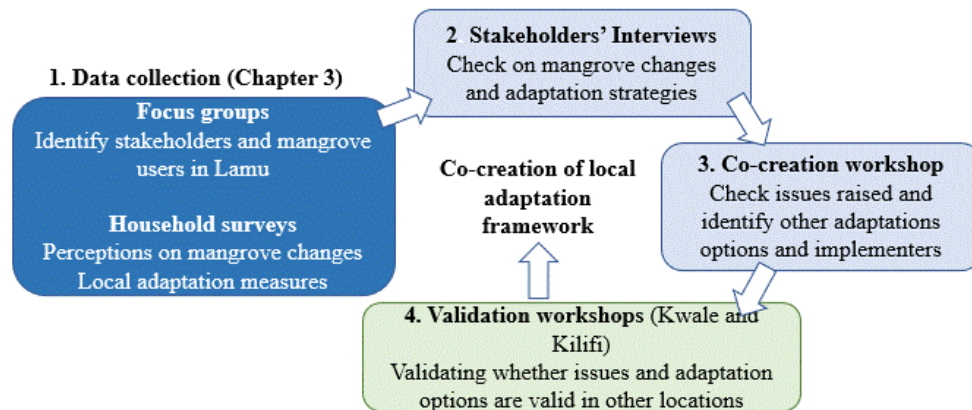 1. Data collection (Chapter 3)
Focus groups
Identify stakeholders and mangrove
users in Lamu
Household surveys
Perceptions on mangrove changes
Local adaptation measures
2 Stakeholders' Interviews
Check on mangrove changes
and adaptation strategies
3. Co-creation workshop
Check issues raised and
identify other adaptations
options and implementers
4. Validation workshops (Kwale and
Kilifi)
Validating whether issues and adaptation
options are valid in other locations
Co-creation of local
adaptation
framework